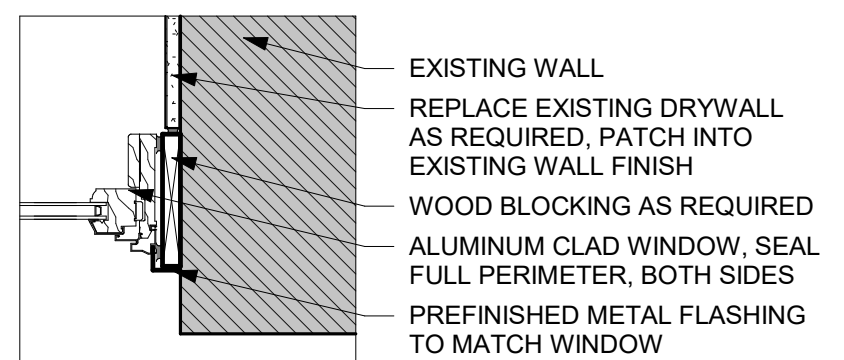 EXISTING WALL
REPLACE EXISTING DRYWALL
AS REQUIRED, PATCH INTO
EXISTING WALL FINISH
WOOD BLOCKING AS REQUIRED
ALUMINUM CLAD WINDOW, SEAL
FULL PERIMETER, BOTH SIDES
PREFINISHED METAL FLASHING
TO MATCH WINDOW